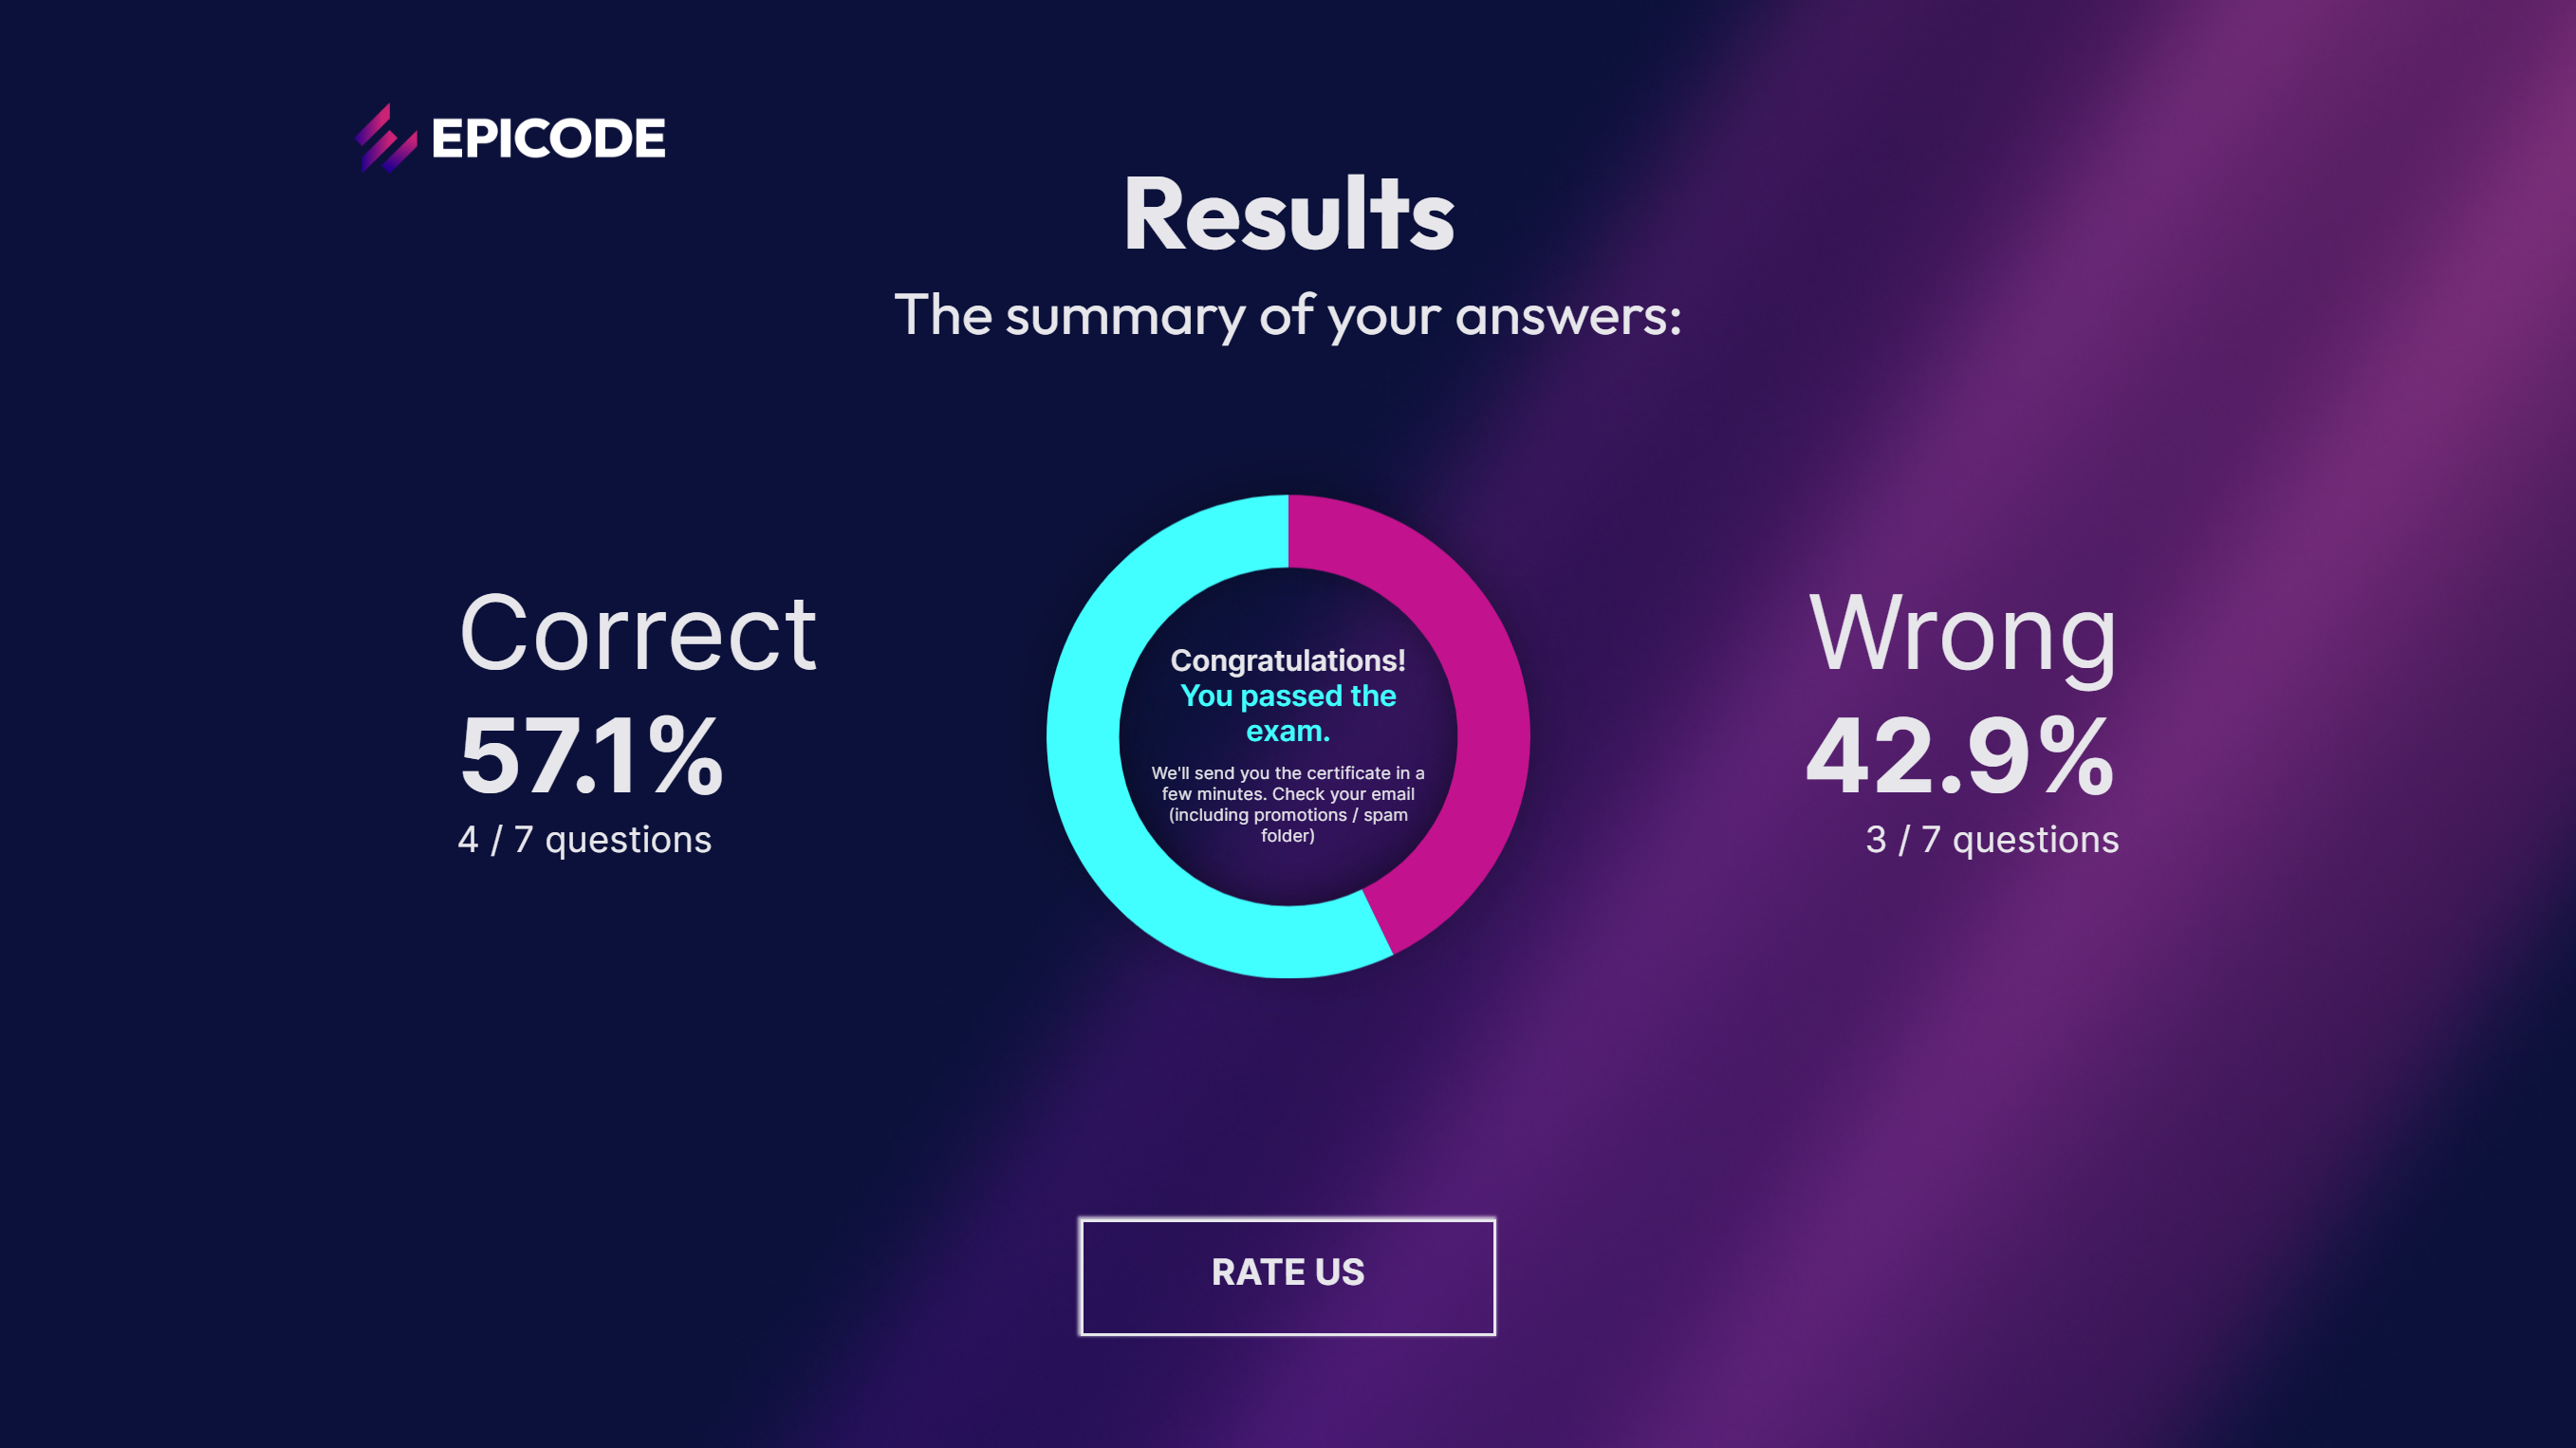 EPICODE
Results
The summary of your answers:
Correct
57.1%
4 / 7 questions
Congratulations!
You passed the
exam.
We'll send you the certificate in a
few minutes. Check your email
(including promotions / spam
folder)
Wrong
42.9%
3 / 7 questions
RATE US